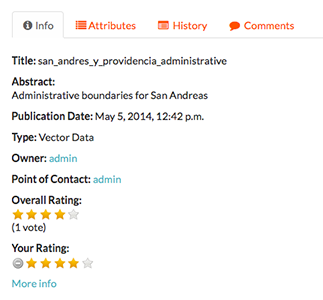 Info Attributes History Comments
Title: san_andres_y_providencia_administrative
Abstract:
Administrative boundaries for San Andreas
Publication Date: May 5, 2014, 12:42 p.m.
Type: Vector Data
Owner: admin
Point of Contact: admin
Overall Rating:
(1 vote)
Your Rating:
More info